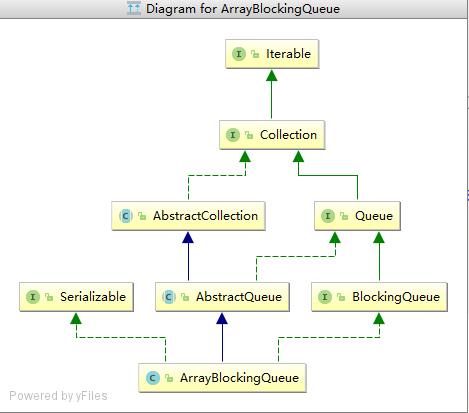 Diagram for ArrayBlockingQueue
I Iterable
I Collection
C AbstractCollection
I Queue
I Serializable
C AbstractQueue
I BlockingQueue
C ArrayBlockingQueue
Powered by yFiles